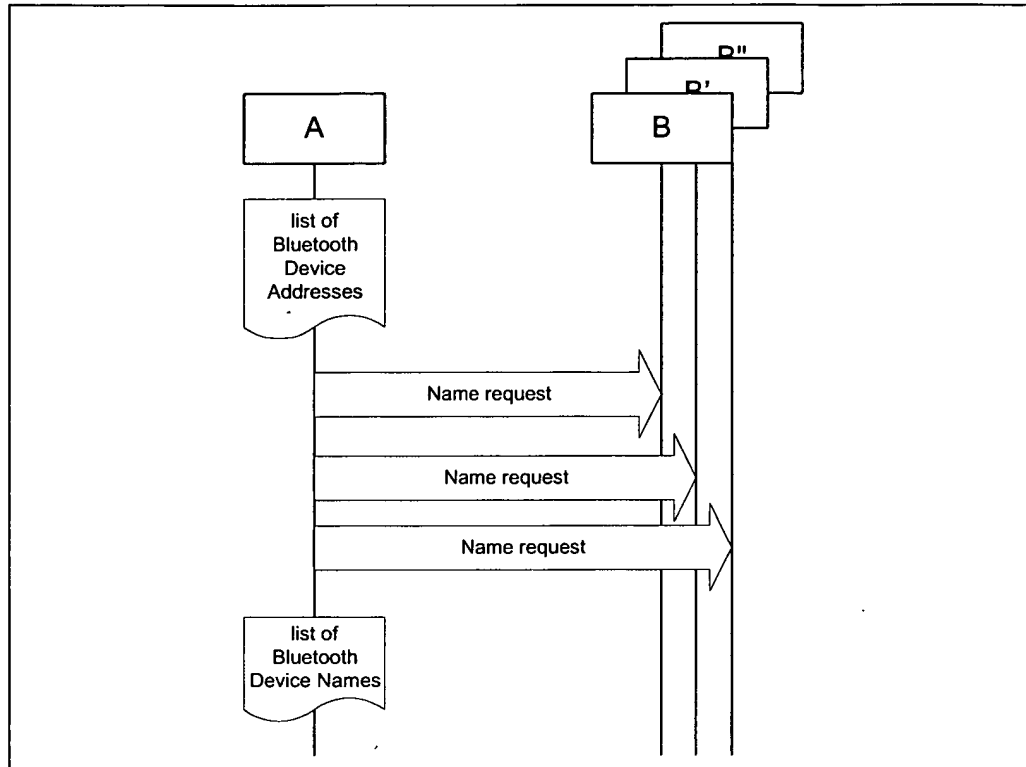 B"
B'
A
B
list of
Bluetooth
Device
Addresses
Name request
Name request
Name request
list of
Bluetooth
Device Names